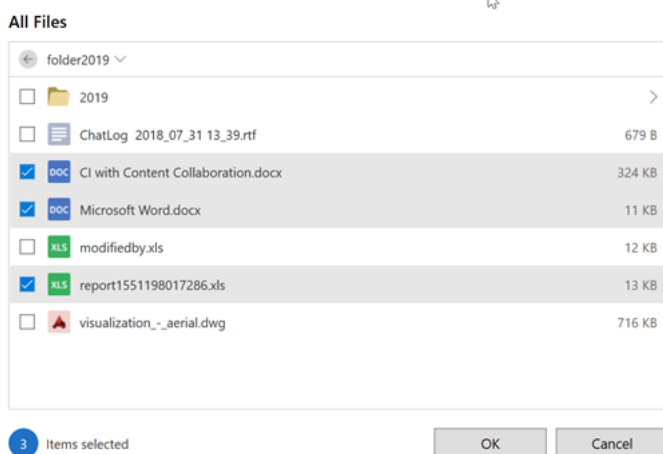 All Files
folder2019
2019
ChatLog 2018_07_31 13_39.rtf 679 B
DOC CI with Content Collaboration.docx 324 KB
DOC Microsoft Word.docx 11 KB
XLS modifiedby.xls 12 KB
XLS report1551198017286.xls 13 KB
visualization_-_aerial.dwg 716 KB
3 Items selected OK Cancel